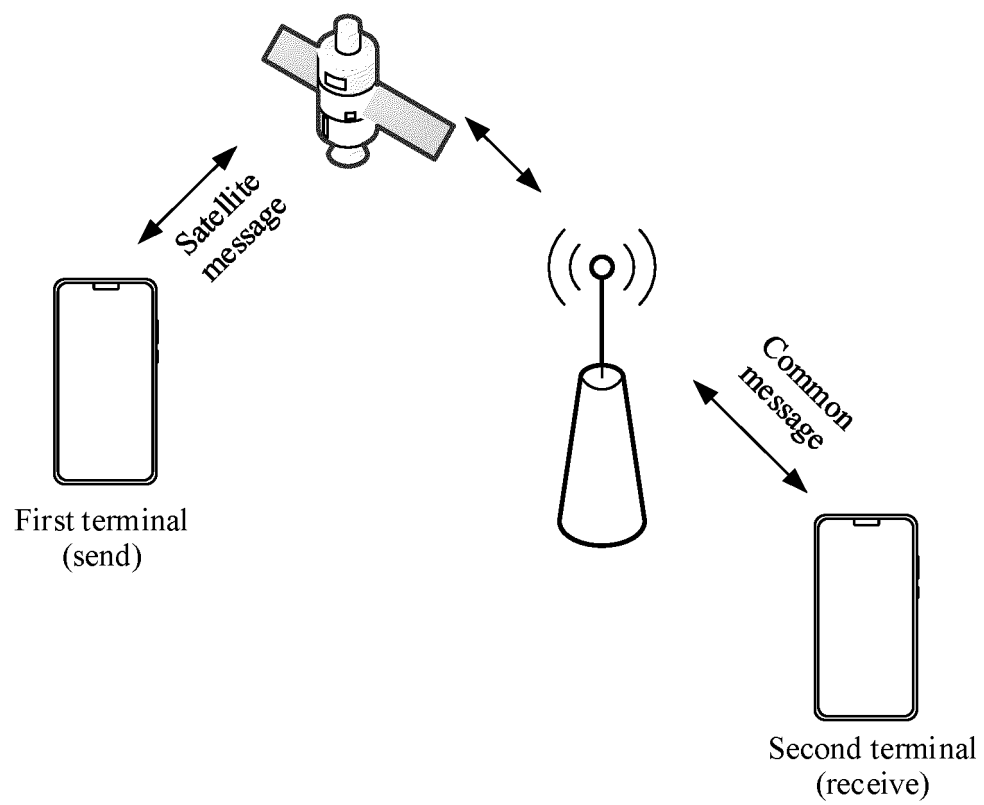 Satellite
message
Common
message
First terminal
(send)
Second terminal
(receive)